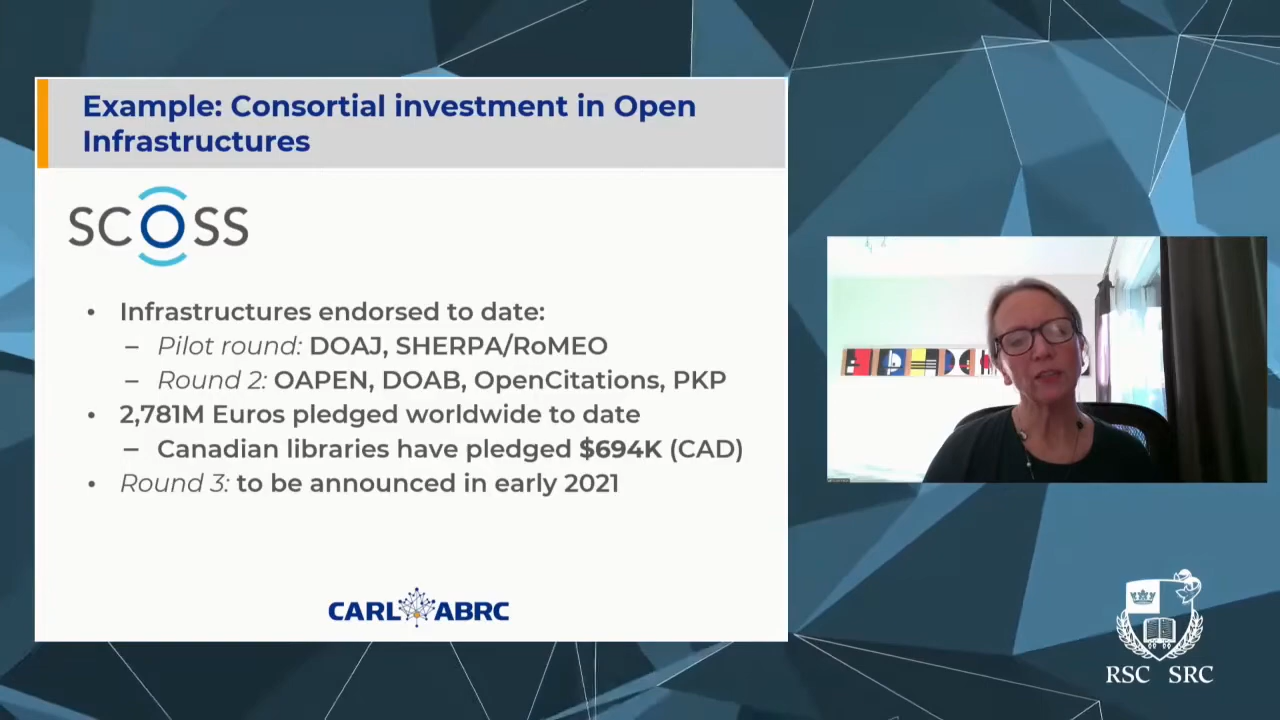 Example: Consortial investment in Open
Infrastructures
SCOSS
• Infrastructures endorsed to date:
– Pilot round: DOAJ, SHERPA/RoMEO
– Round 2: OAPEN, DOAB, OpenCitations, PKP
• 2,781M Euros pledged worldwide to date
– Canadian libraries have pledged $694K (CAD)
• Round 3: to be announced in early 2021
CARL ABRC
RSC SRC